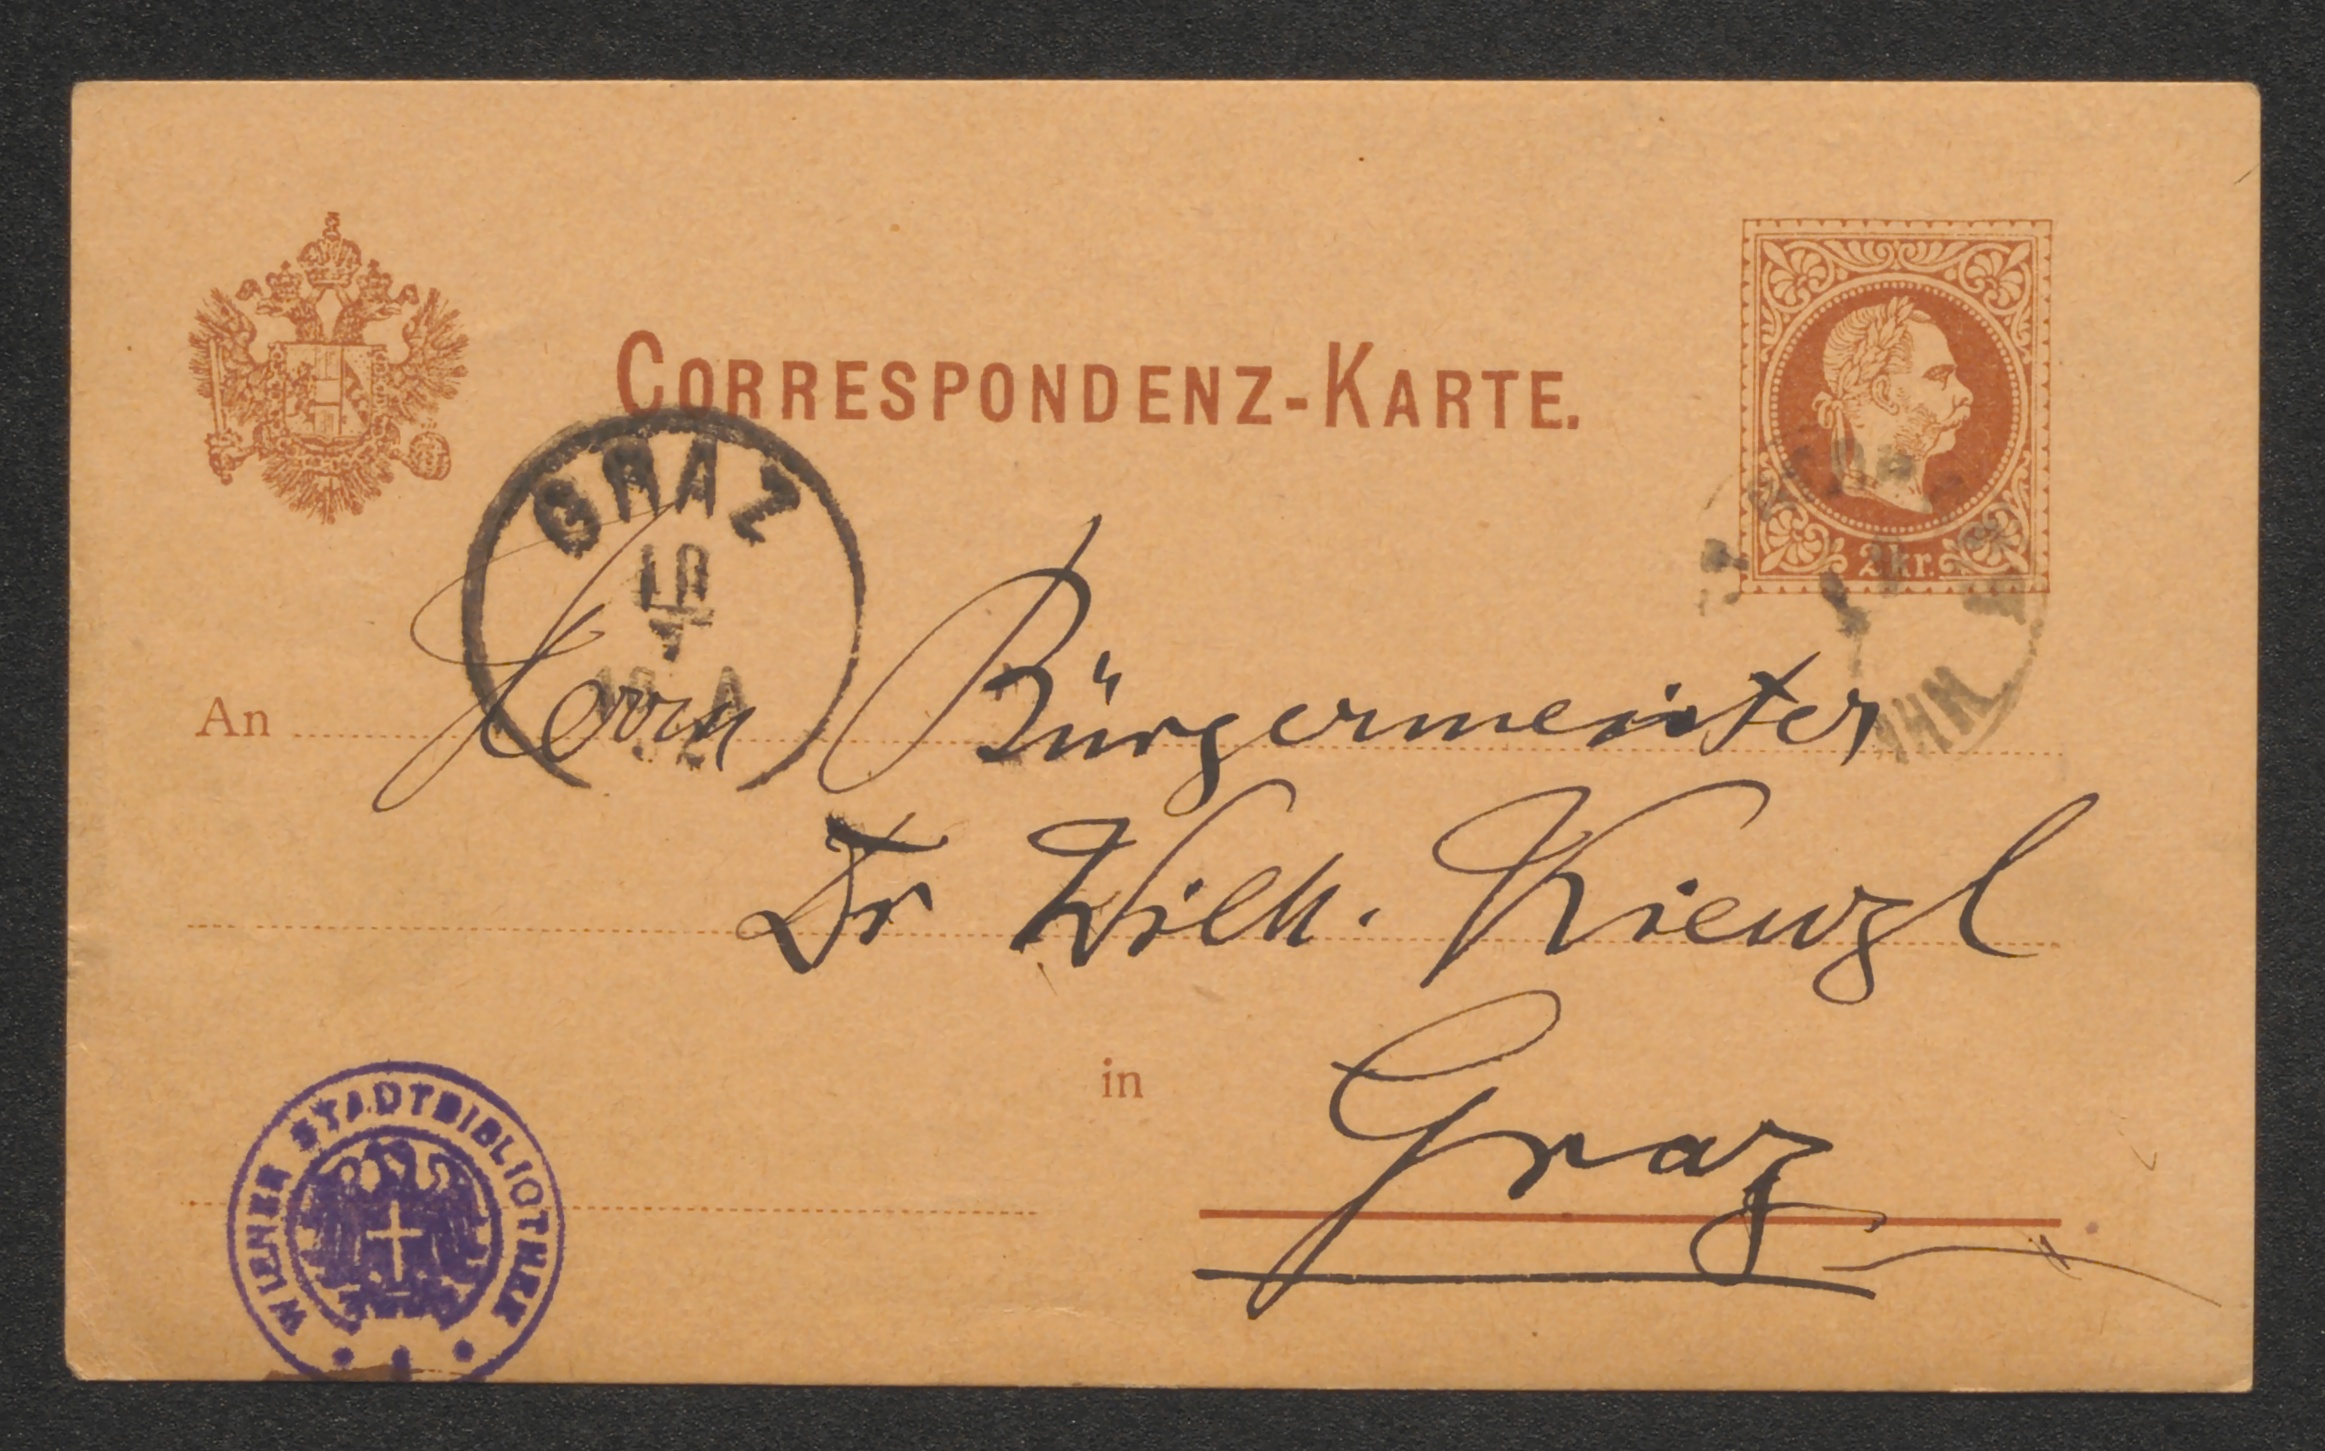 CORRESPONDENZ-KARTE.
2 kr.
GRAZ
An Herrn Bürgermeister
Dr Wilh. Kienzl
in Graz
WIENER STADTBIBLIOTHEK